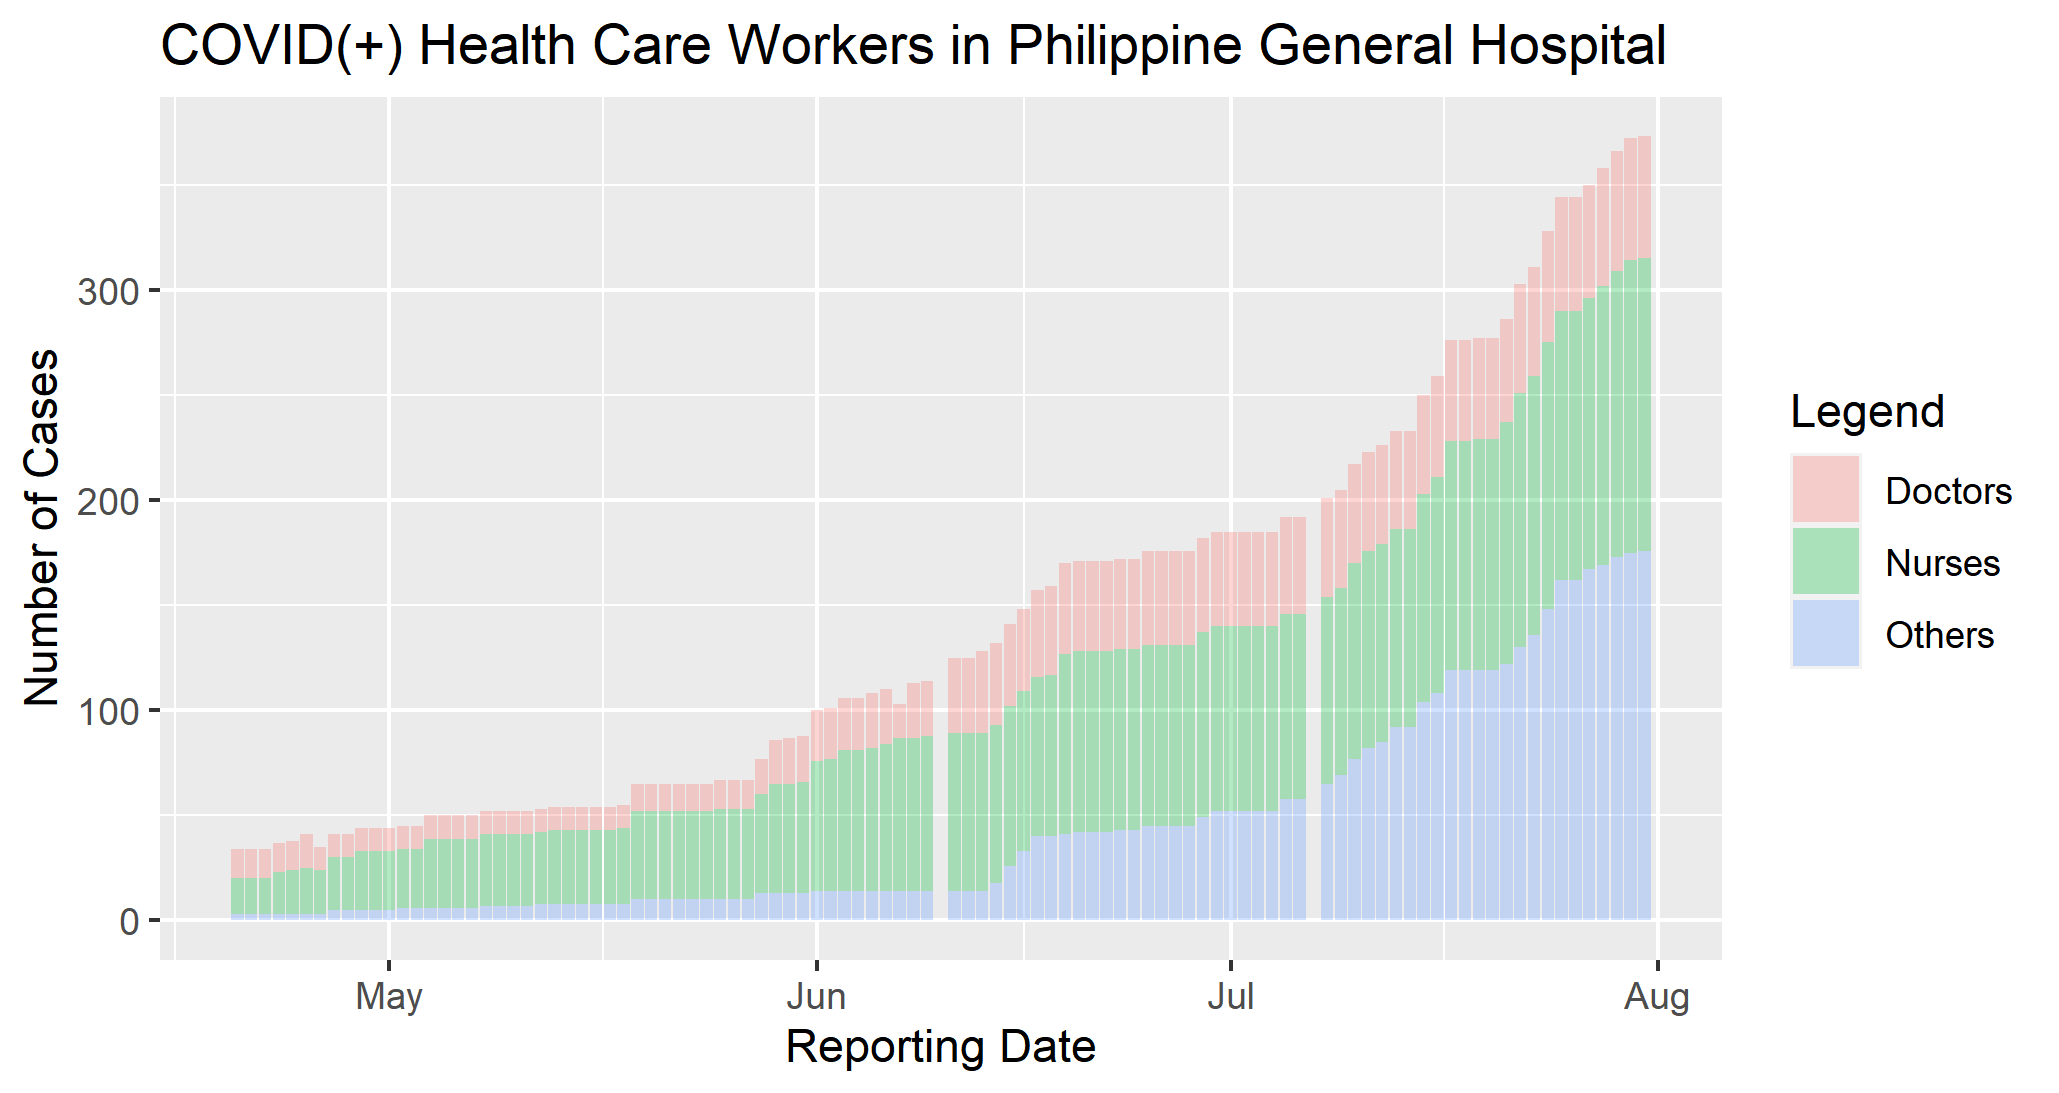 COVID(+) Health Care Workers in Philippine General Hospital
Number of Cases
300
200
100
0
May Jun Jul Aug
Reporting Date
Legend
Doctors
Nurses
Others